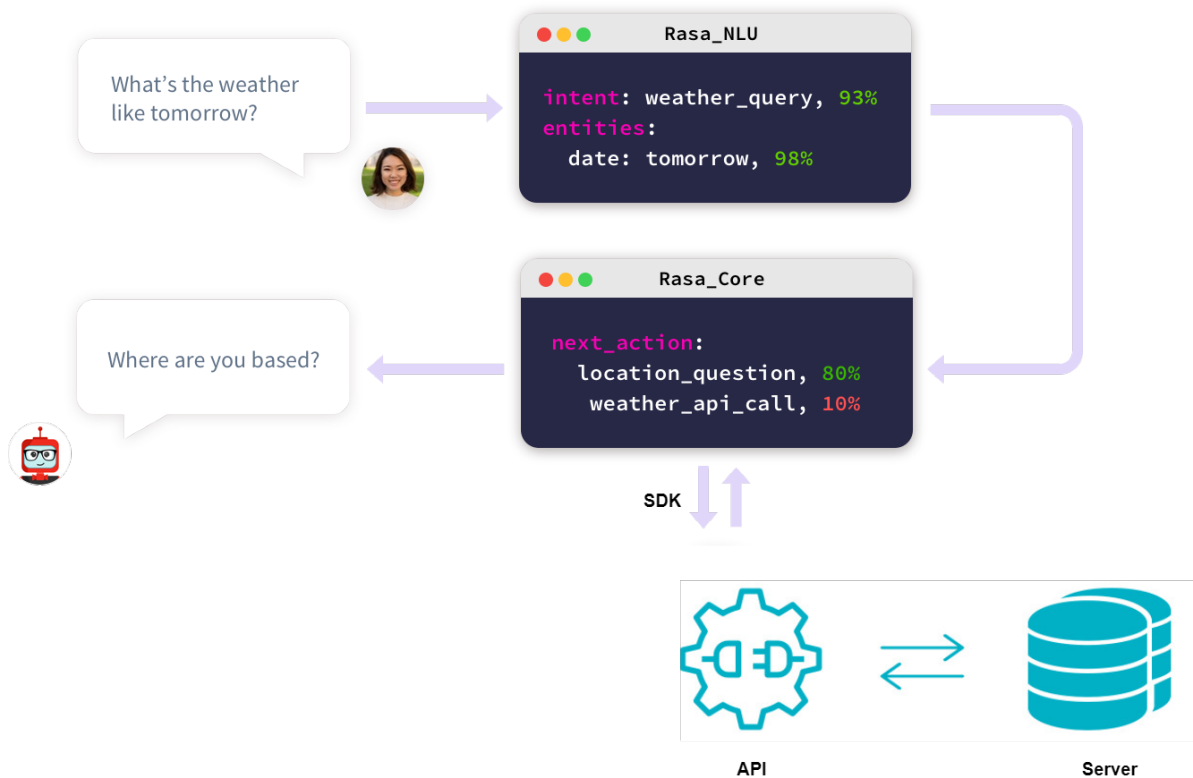 What’s the weather
like tomorrow?
Rasa_NLU
intent: weather_query, 93%
entities:
date: tomorrow, 98%
Rasa_Core
next_action:
location_question, 80%
weather_api_call, 10%
Where are you based?
SDK
API
Server